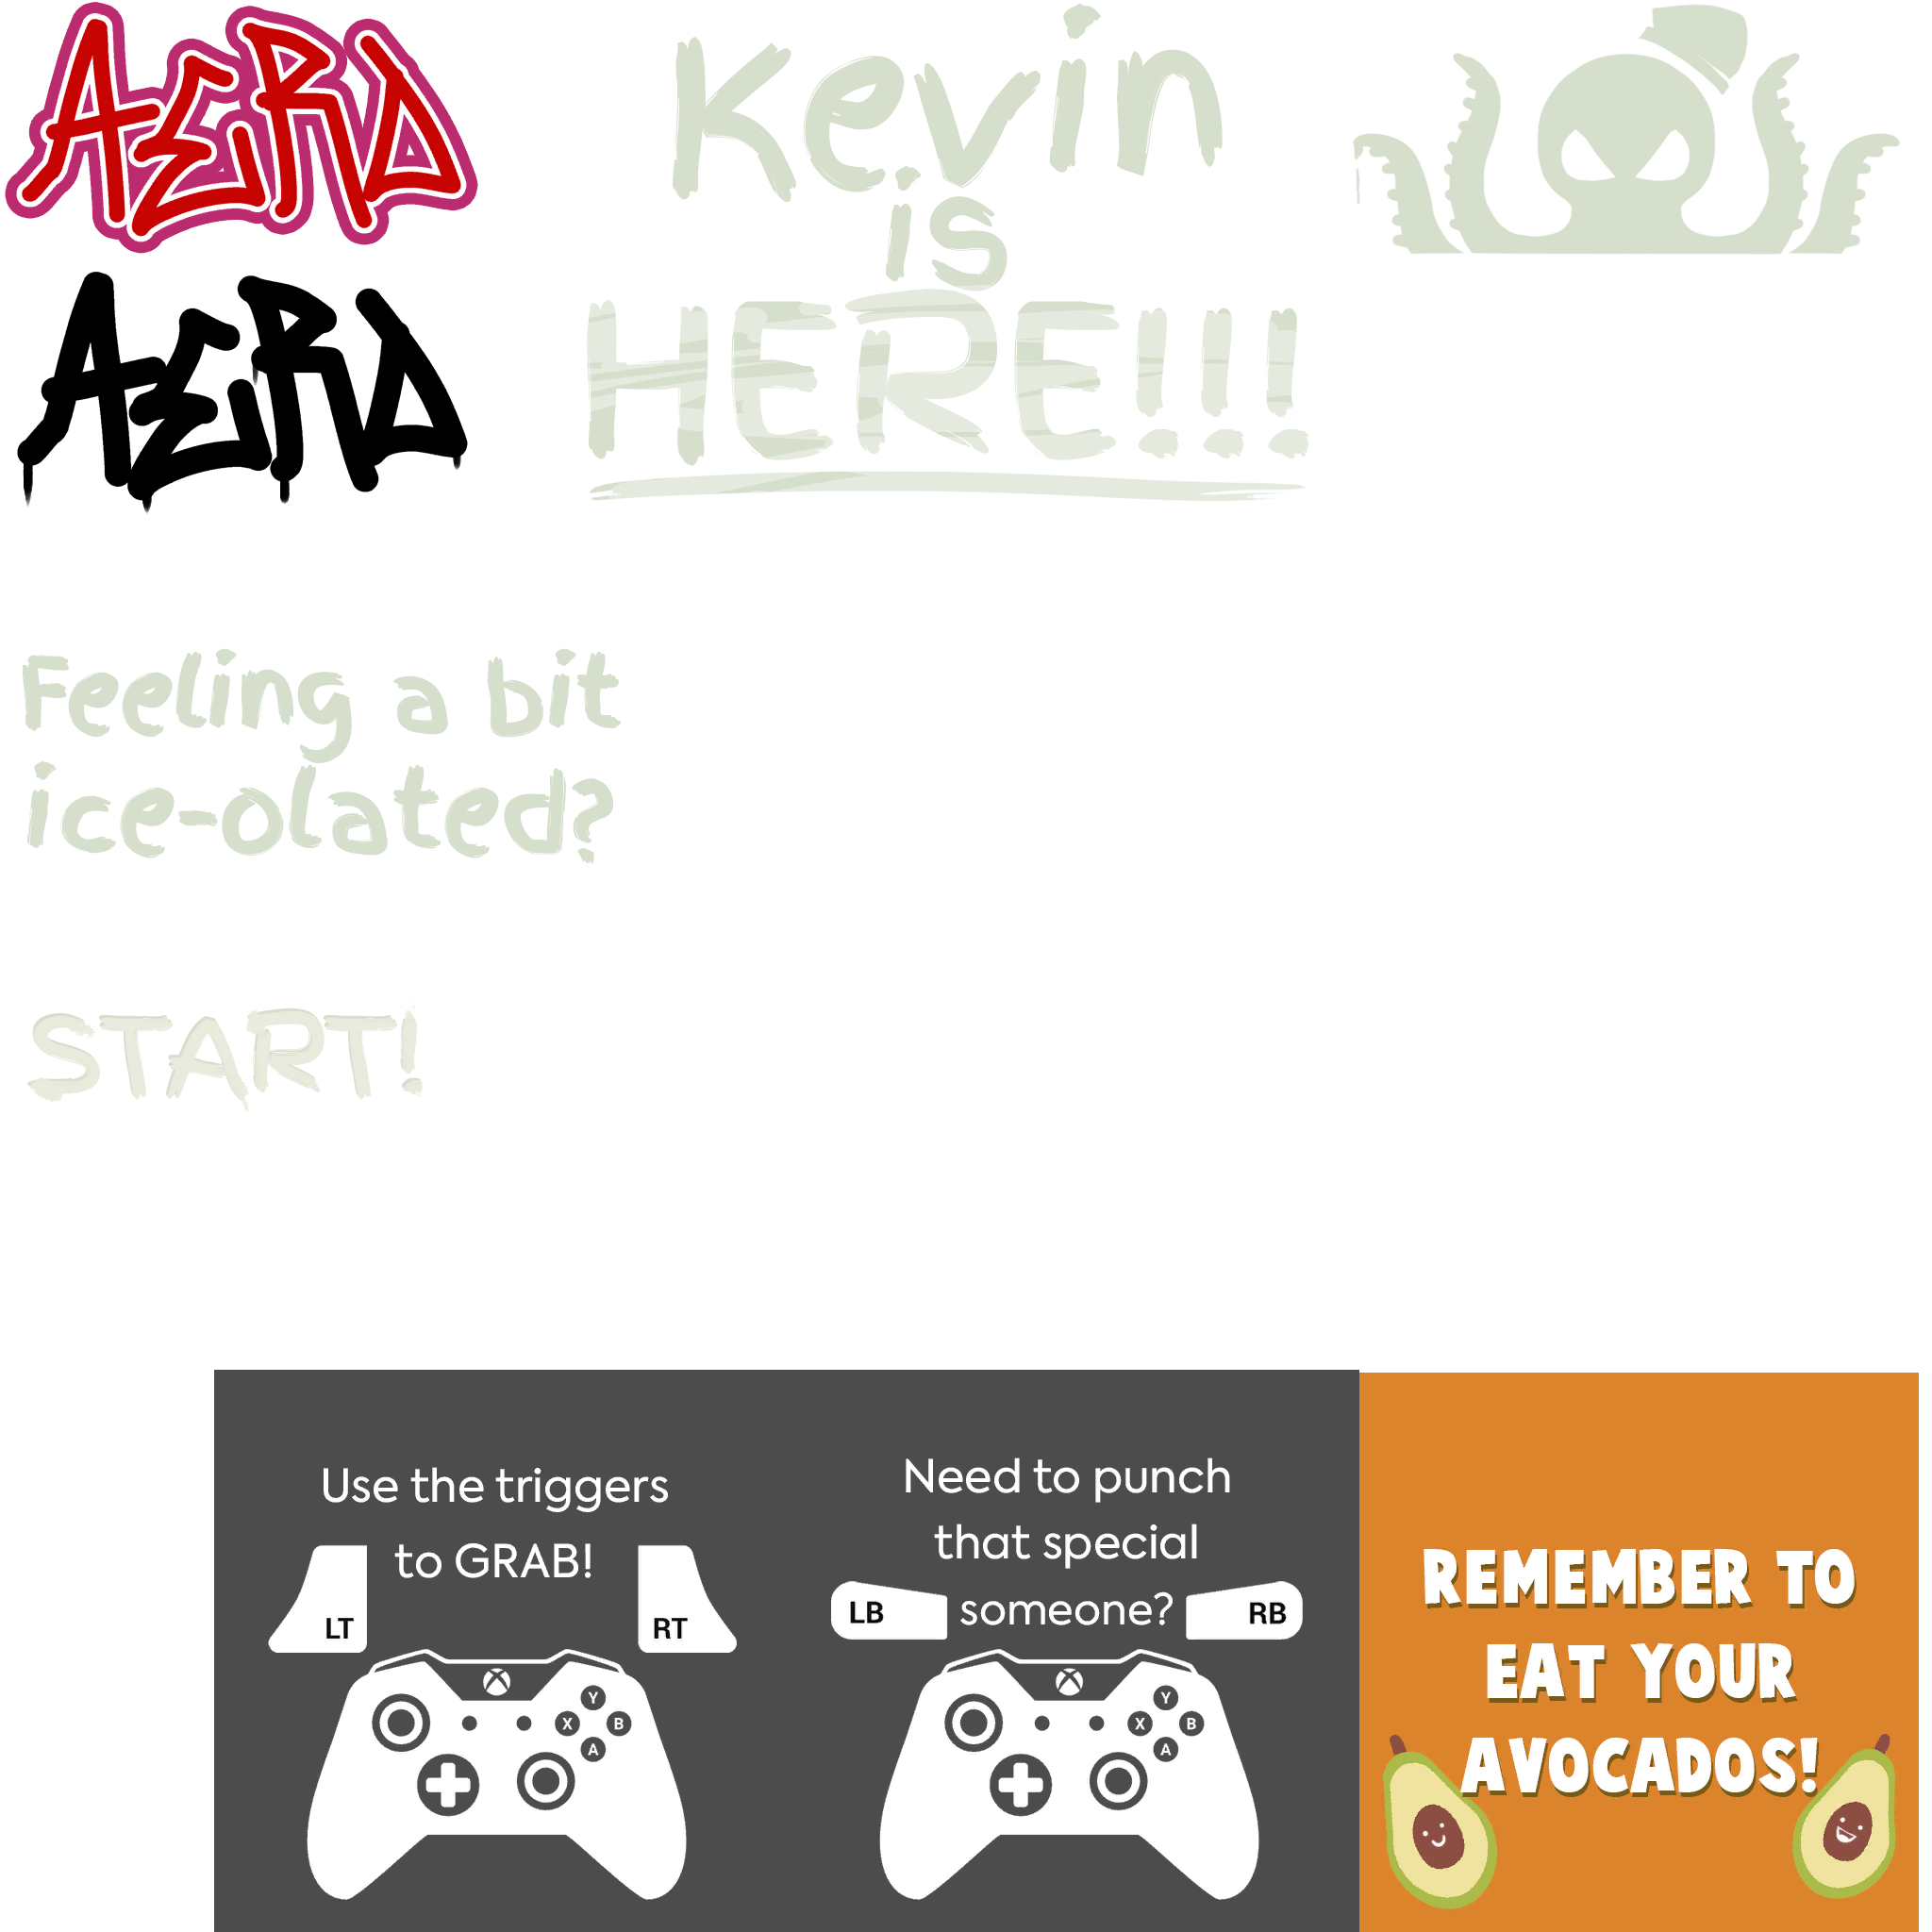 AERO
Kevin
is
HERE!!!
Feeling a bit
ice-olated?
START!
Use the triggers
to GRAB!
LT
RT
Y
X
B
A
Need to punch
that special
someone?
LB
RB
Y
X
B
A
REMEMBER TO
EAT YOUR
AVOCADOS!